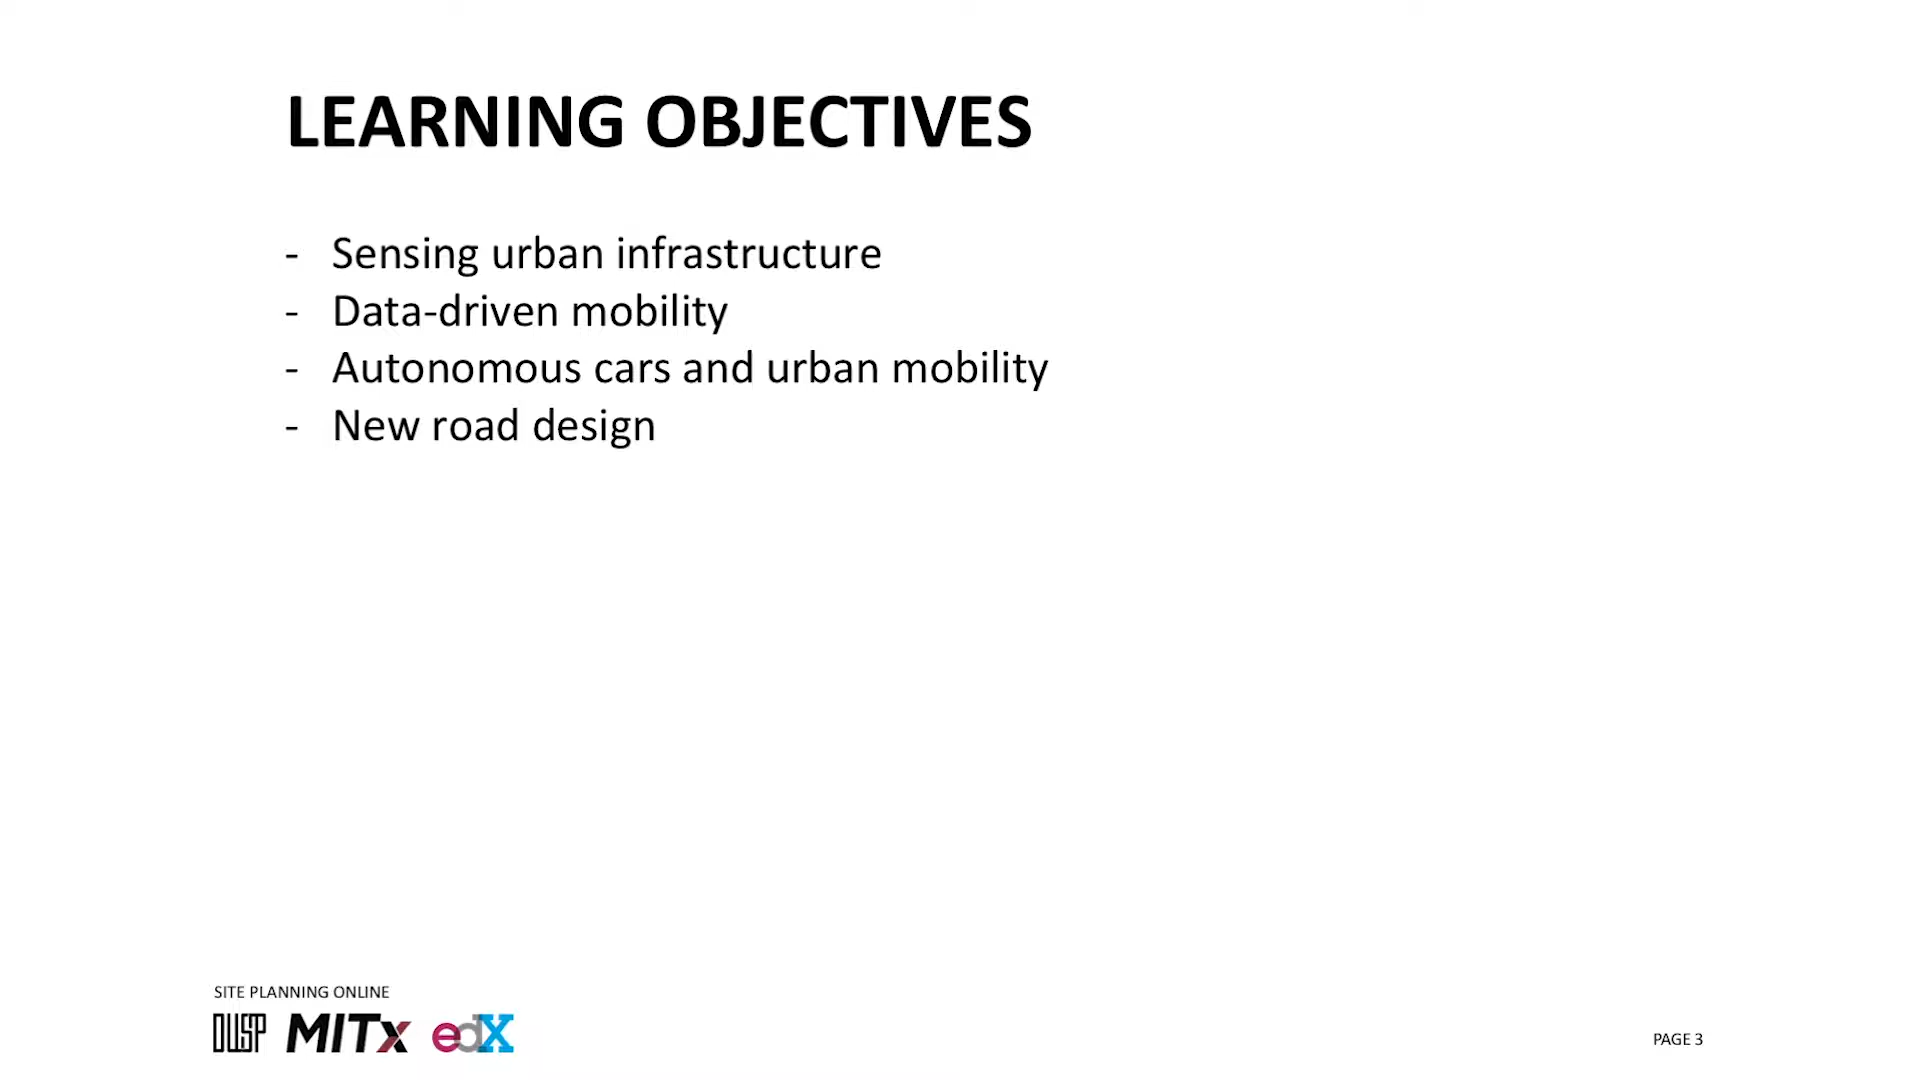 LEARNING OBJECTIVES
- Sensing urban infrastructure
- Data-driven mobility
- Autonomous cars and urban mobility
- New road design
SITE PLANNING ONLINE
DUSP MITx edX
PAGE 3